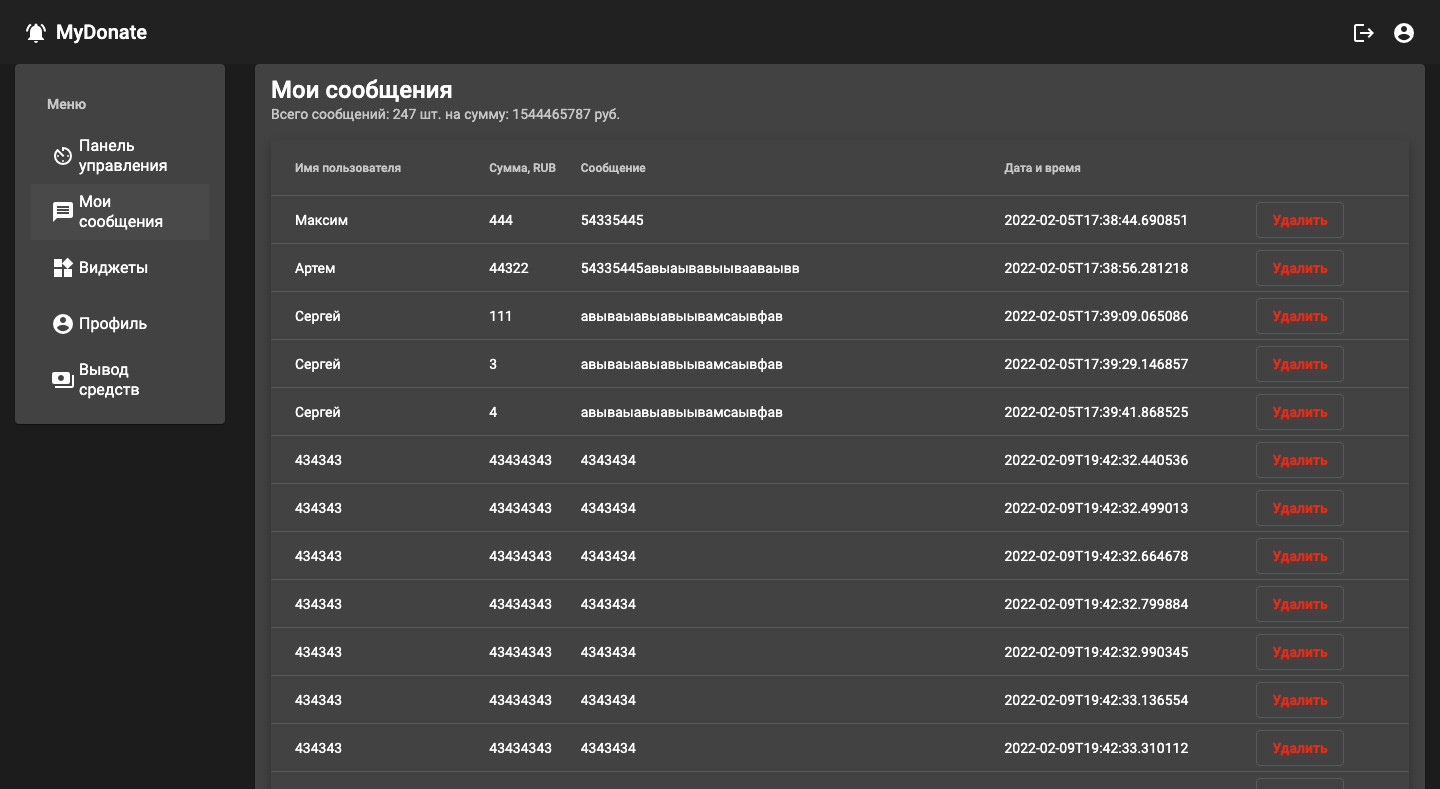 MyDonate
Меню
Панель
управления
Мои
сообщения
Виджеты
Профиль
Вывод
средств
Мои сообщения
Всего сообщений: 247 шт. на сумму: 1544465787 руб.
Имя пользователя Сумма, RUB Сообщение Дата и время
Максим 444 54335445 2022-02-05T17:38:44.690851 Удалить
Артем 44322 54335445авыаывавыываававывв 2022-02-05T17:38:56.281218 Удалить
Сергей 111 авываыавыавыывамсаывфав 2022-02-05T17:39:09.065086 Удалить
Сергей 3 авываыавыавыывамсаывфав 2022-02-05T17:39:29.146857 Удалить
Сергей 4 авываыавыавыывамсаывфав 2022-02-05T17:39:41.868525 Удалить
434343 43434343 4343434 2022-02-09T19:42:32.440536 Удалить
434343 43434343 4343434 2022-02-09T19:42:32.499013 Удалить
434343 43434343 4343434 2022-02-09T19:42:32.664678 Удалить
434343 43434343 4343434 2022-02-09T19:42:32.799884 Удалить
434343 43434343 4343434 2022-02-09T19:42:32.990345 Удалить
434343 43434343 4343434 2022-02-09T19:42:33.136554 Удалить
434343 43434343 4343434 2022-02-09T19:42:33.310112 Удалить